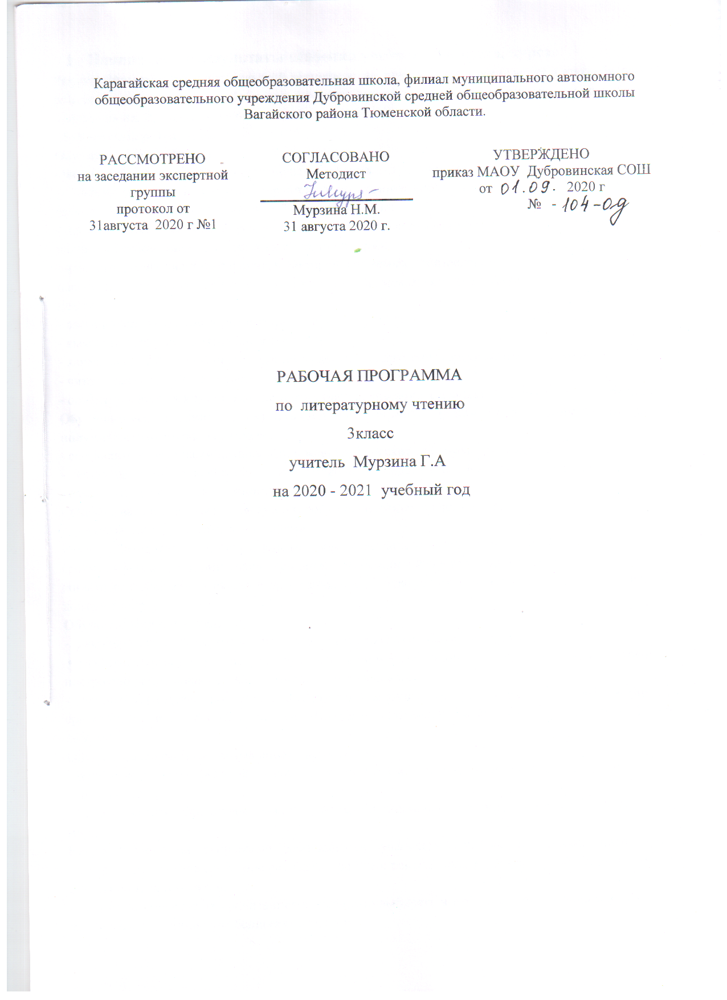 Карагайская средняя общеобразовательная школа, филиал муниципального автономного
общеобразовательного учреждения Дубровинской средней общеобразовательной школы
Вагайского района Тюменской области.
РАССМОТРЕНО
на заседании экспертной
группы
протокол от
31августа 2020 г №1
СОГЛАСОВАНО
Методист
Мурзина Н.М.
31 августа 2020 г.
УТВЕРЖДЕНО
приказ МАОУ Дубровинская СОШ
от 01.09. 2020 г
№ - 104-од
РАБОЧАЯ ПРОГРАММА
по литературному чтению
3класс
учитель Мурзина Г.А
на 2020 - 2021 учебный год